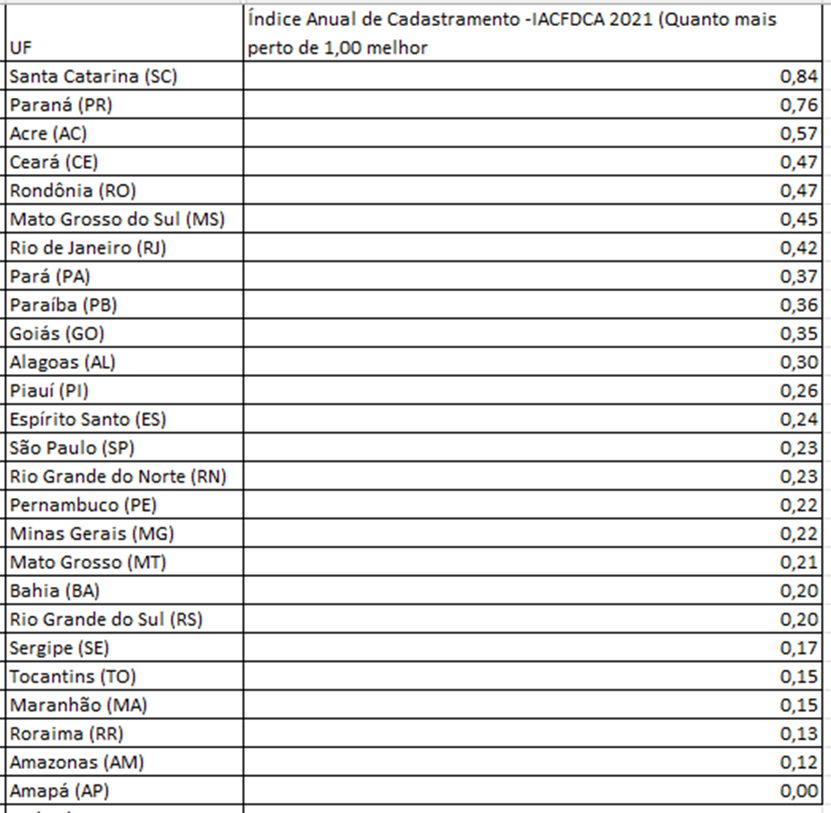 UF
Índice Anual de Cadastramento -IACFDCA 2021 (Quanto mais
perto de 1,00 melhor
Santa Catarina (SC) 0,84
Paraná (PR) 0,76
Acre (AC) 0,57
Ceará (CE) 0,47
Rondônia (RO) 0,47
Mato Grosso do Sul (MS) 0,45
Rio de Janeiro (RJ) 0,42
Pará (PA) 0,37
Paraíba (PB) 0,36
Goiás (GO) 0,35
Alagoas (AL) 0,30
Piauí (PI) 0,26
Espírito Santo (ES) 0,24
São Paulo (SP) 0,23
Rio Grande do Norte (RN) 0,23
Pernambuco (PE) 0,22
Minas Gerais (MG) 0,22
Mato Grosso (MT) 0,21
Bahia (BA) 0,20
Rio Grande do Sul (RS) 0,20
Sergipe (SE) 0,17
Tocantins (TO) 0,15
Maranhão (MA) 0,15
Roraima (RR) 0,13
Amazonas (AM) 0,12
Amapá (AP) 0,00